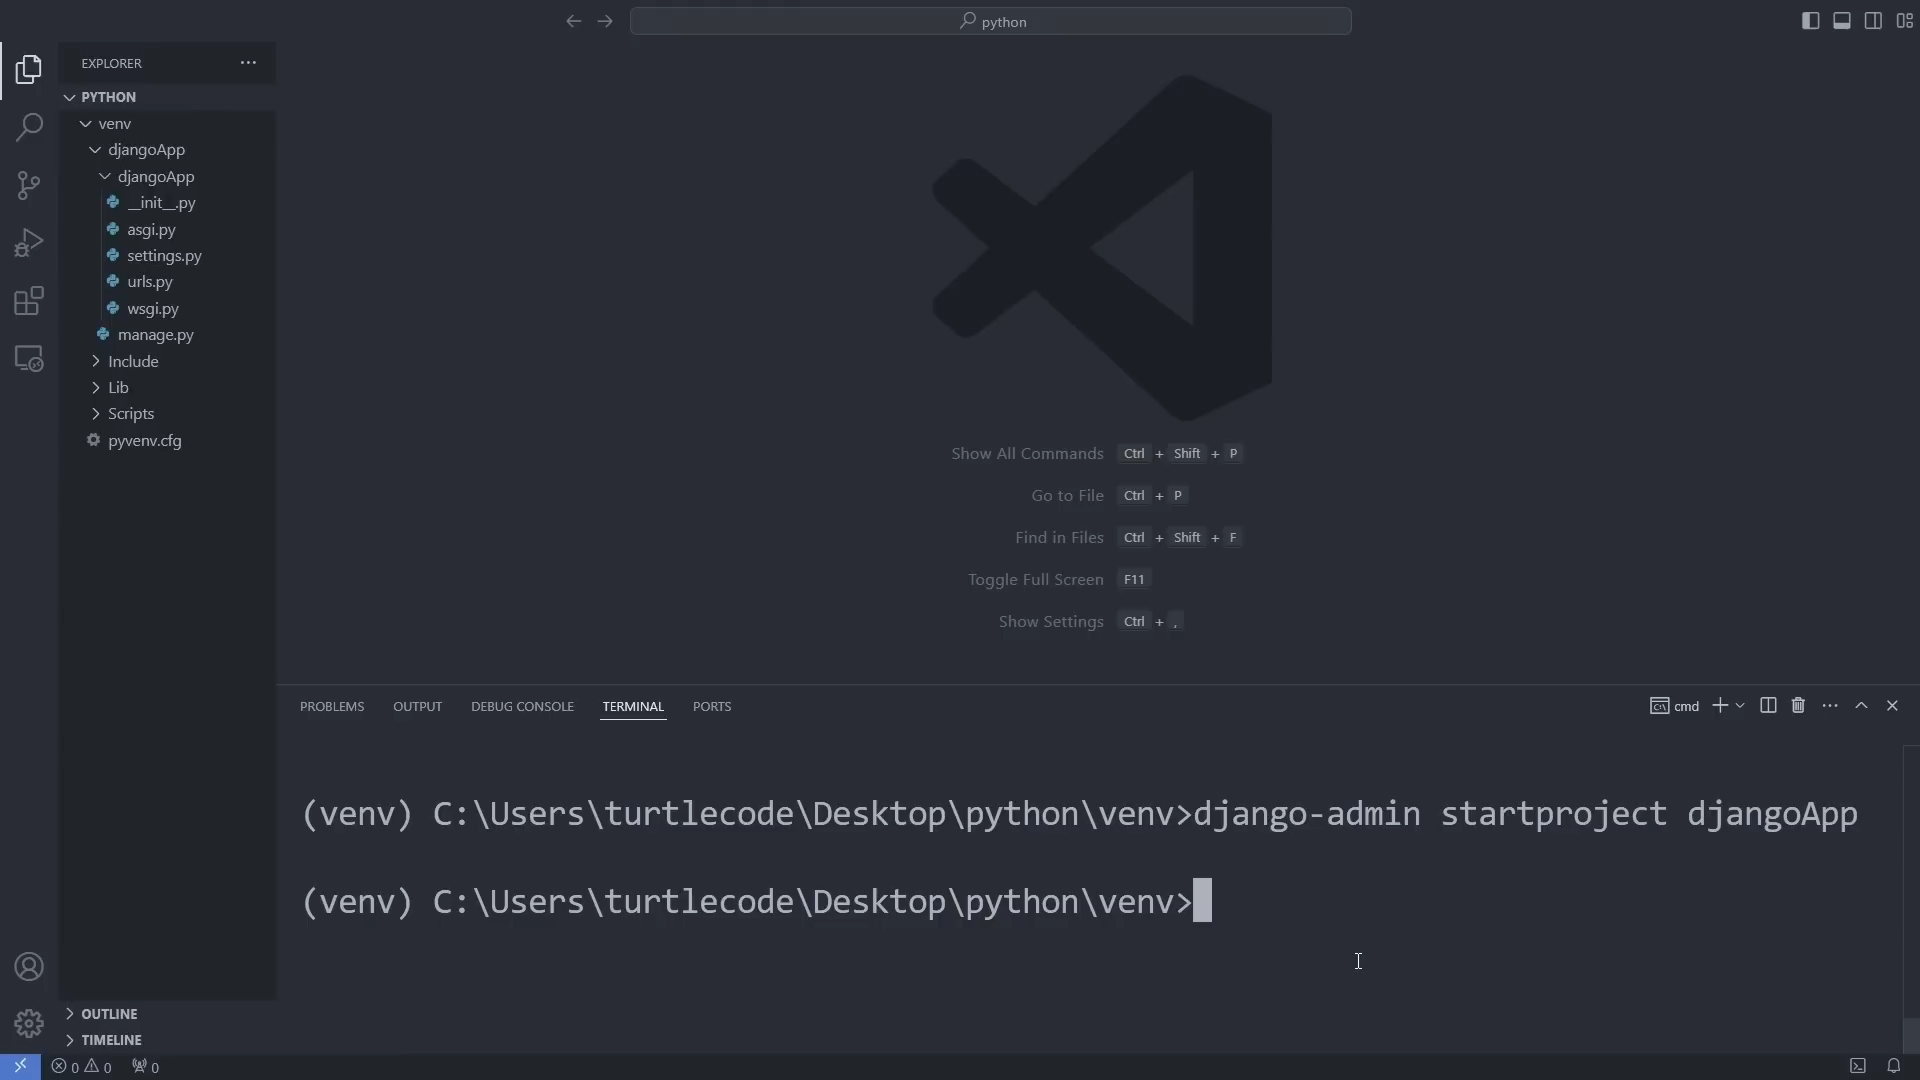 python
EXPLORER
PYTHON
venv
djangoApp
djangoApp
__init__.py
asgi.py
settings.py
urls.py
wsgi.py
manage.py
Include
Lib
Scripts
pyvenv.cfg
Show All Commands Ctrl + Shift + P
Go to File Ctrl + P
Find in Files Ctrl + Shift + F
Toggle Full Screen F11
Show Settings Ctrl + ,
PROBLEMS OUTPUT DEBUG CONSOLE TERMINAL PORTS cmd
(venv) C:\Users\turtlecode\Desktop\python\venv>django-admin startproject djangoApp
(venv) C:\Users\turtlecode\Desktop\python\venv>
OUTLINE
TIMELINE
0 0 0